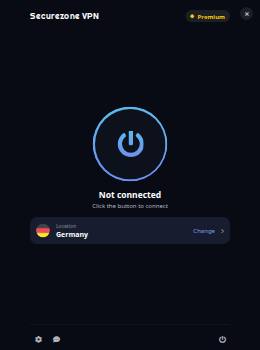 Securezone VPN
Premium
Not connected
Click the button to connect
Location
Germany
Change